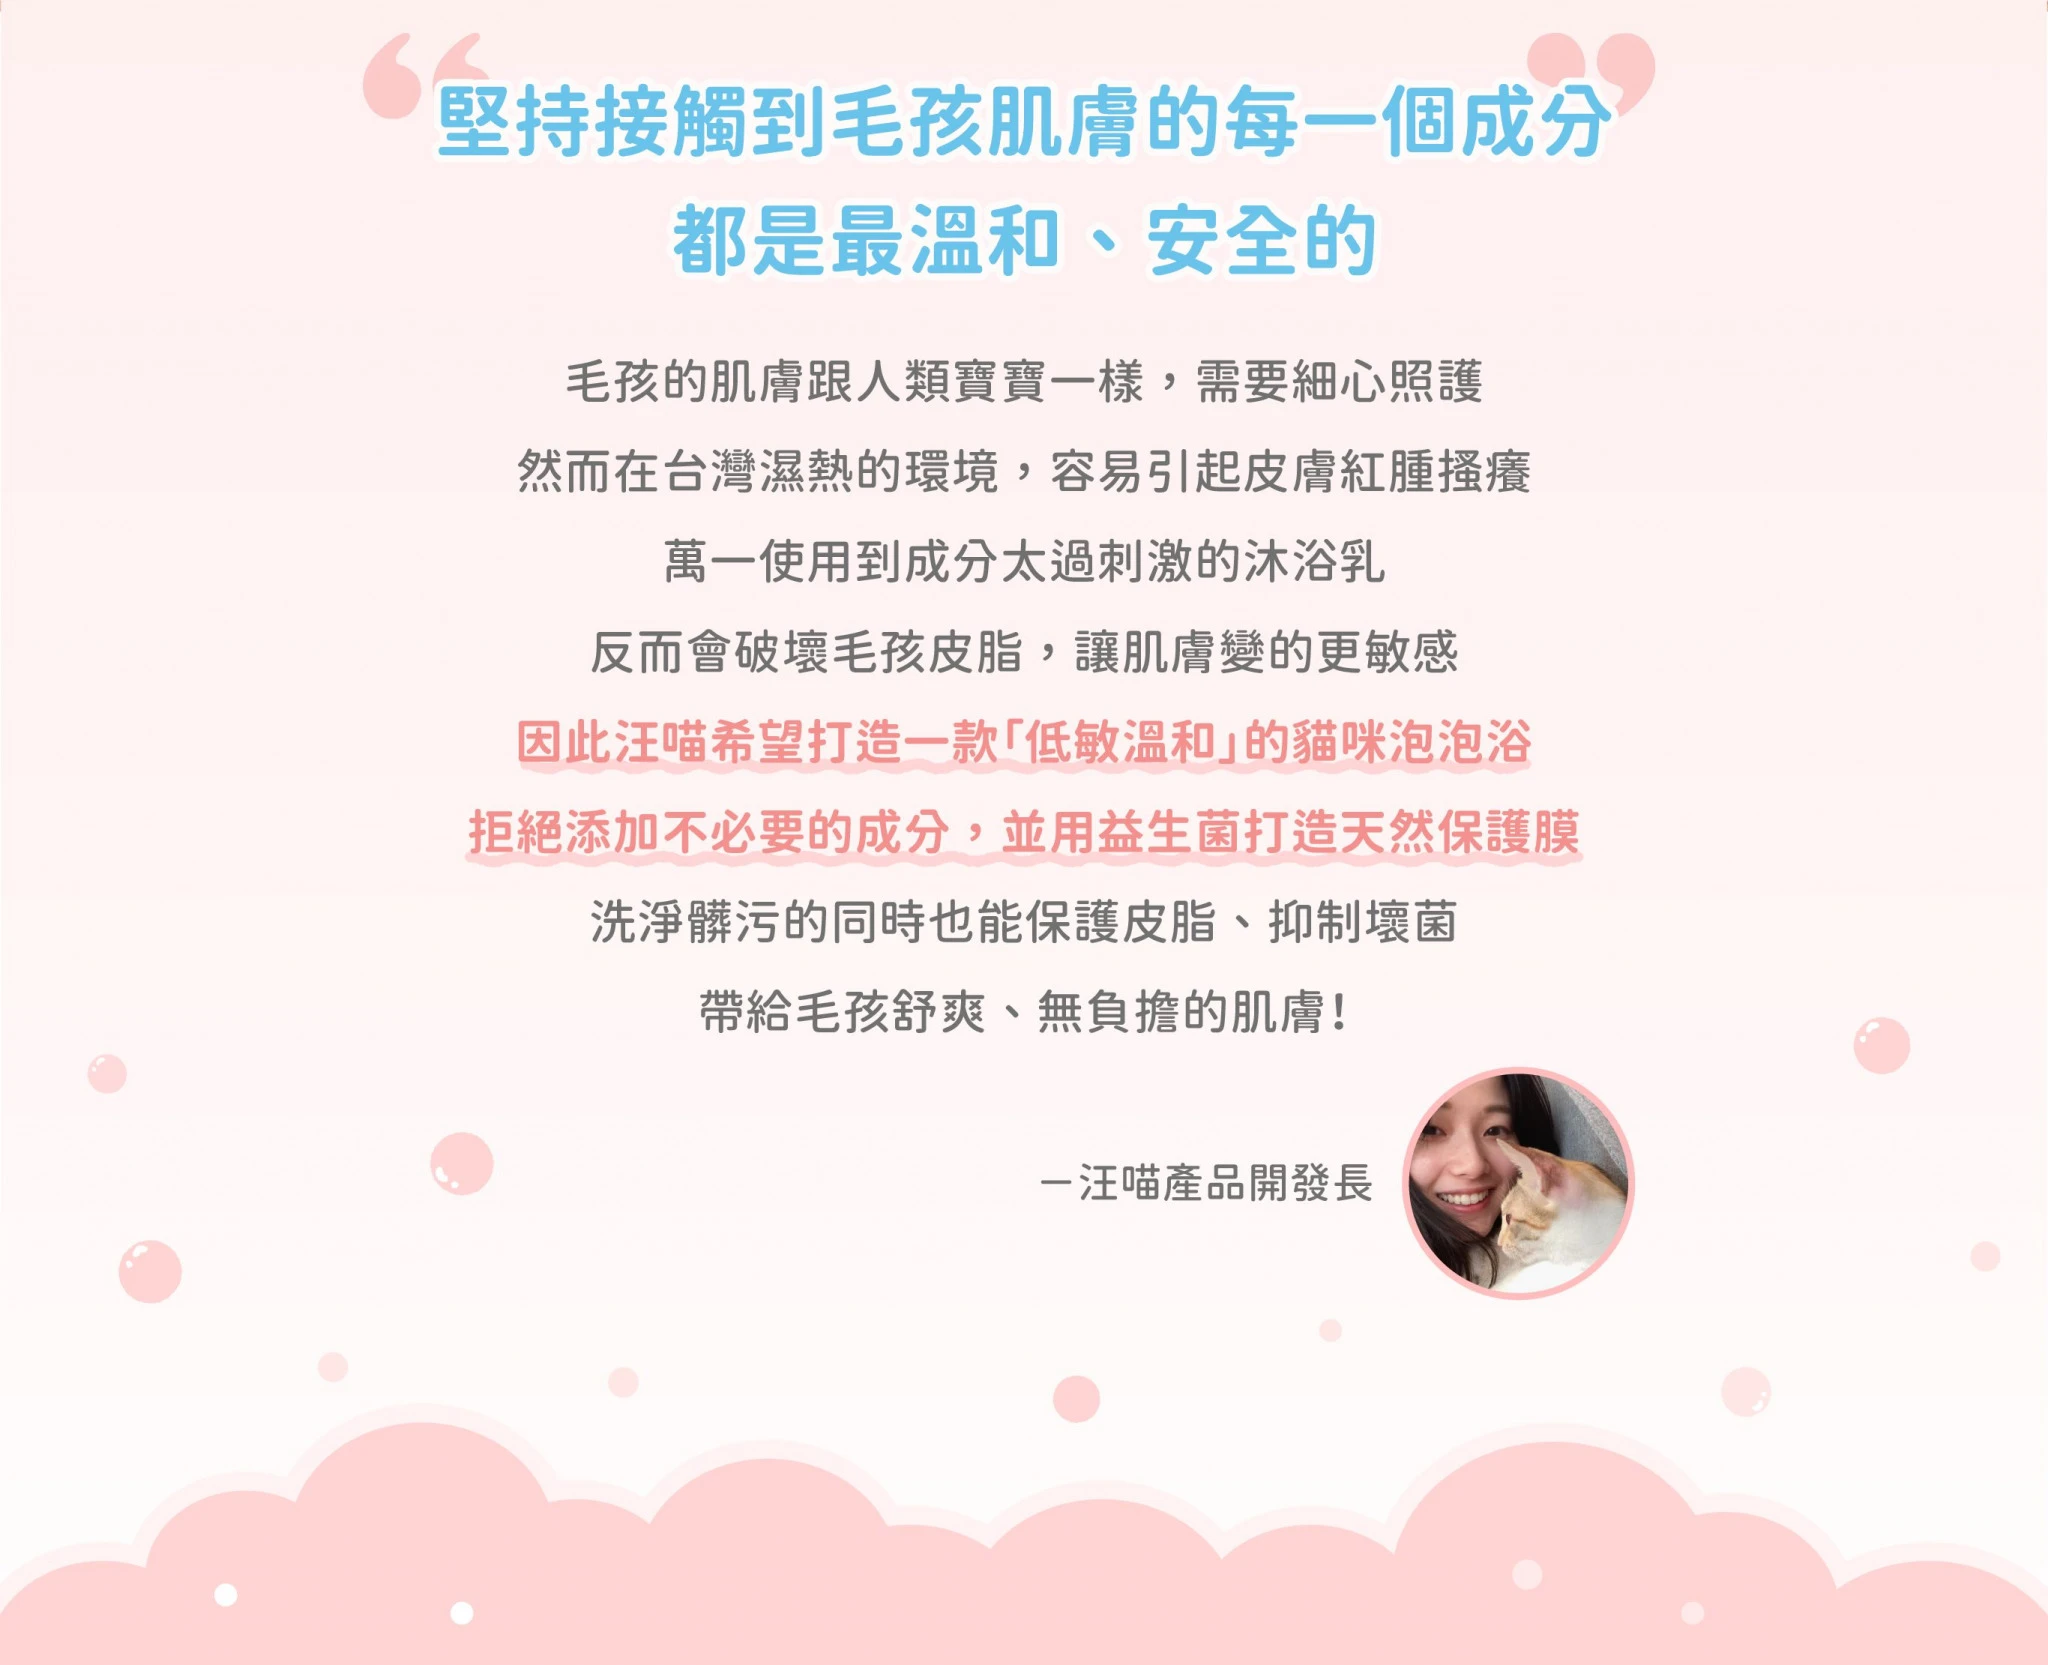 堅持接觸到毛孩肌膚的每一個成分
都是最溫和、安全的
毛孩的肌膚跟人類寶寶一樣，需要細心照護
然而在台灣濕熱的環境，容易引起皮膚紅腫搔癢
萬一使用到成分太過刺激的沐浴乳
反而會破壞毛孩皮脂，讓肌膚變的更敏感
因此汪喵希望打造一款「低敏溫和」的貓咪泡泡浴
拒絕添加不必要的成分，並用益生菌打造天然保護膜
洗淨髒污的同時也能保護皮脂、抑制壞菌
帶給毛孩舒爽、無負擔的肌膚！
－汪喵產品開發長